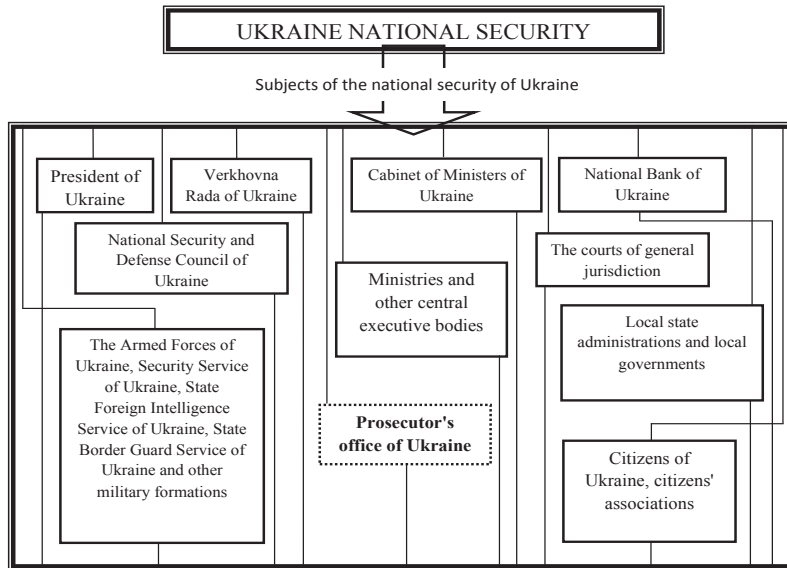 UKRAINE NATIONAL SECURITY
Subjects of the national security of Ukraine
President of
Ukraine
Verkhovna
Rada of Ukraine
Cabinet of Ministers of
Ukraine
National Bank of
Ukraine
National Security and
Defense Council of
Ukraine
The courts of general
jurisdiction
Ministries and
other central
executive bodies
Local state
administrations and local
governments
The Armed Forces of
Ukraine, Security Service
of Ukraine, State
Foreign Intelligence
Service of Ukraine, State
Border Guard Service of
Ukraine and other
military formations
Prosecutor's
office of Ukraine
Citizens of
Ukraine, citizens'
associations